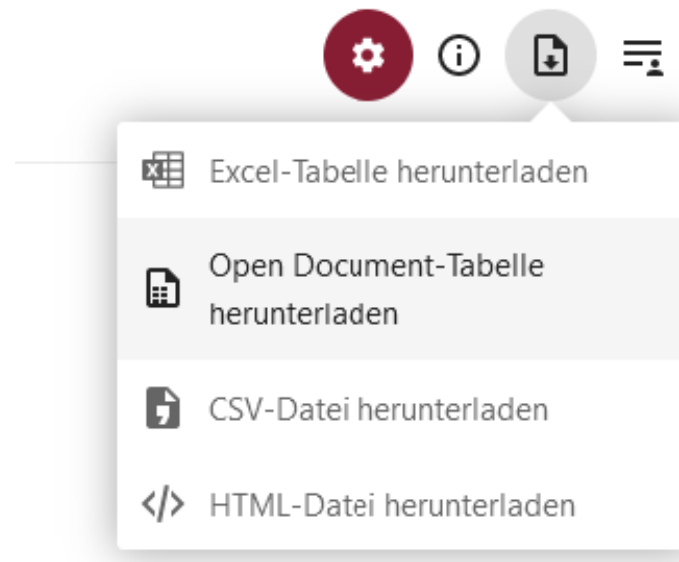 Excel-Tabelle herunterladen
Open Document-Tabelle
herunterladen
CSV-Datei herunterladen
HTML-Datei herunterladen